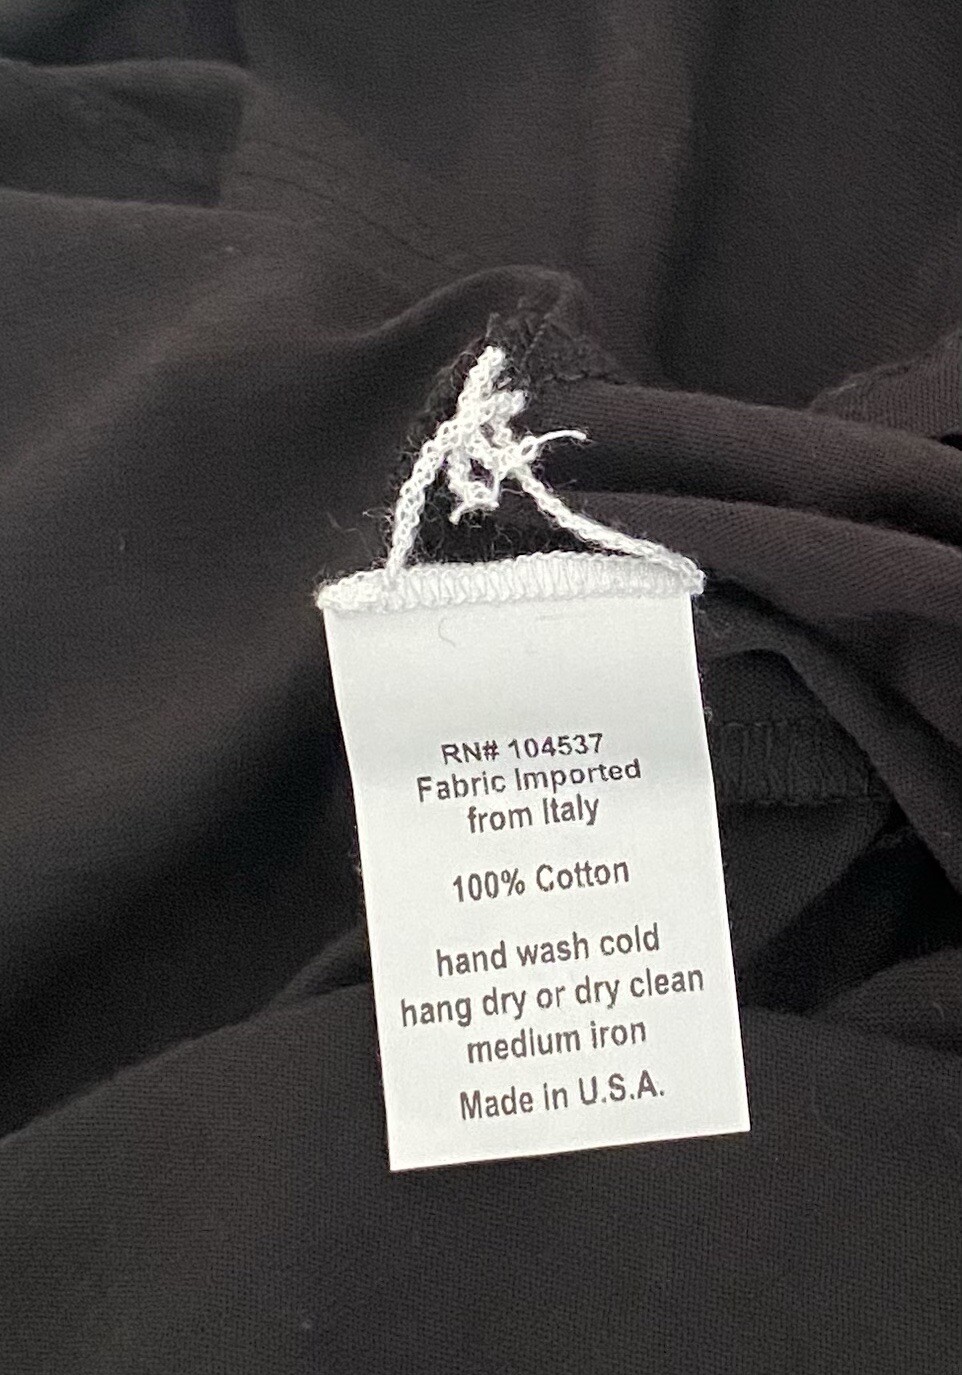 RN# 104537
Fabric Imported
from Italy
100% Cotton
hand wash cold
hang dry or dry clean
medium iron
Made in U.S.A.